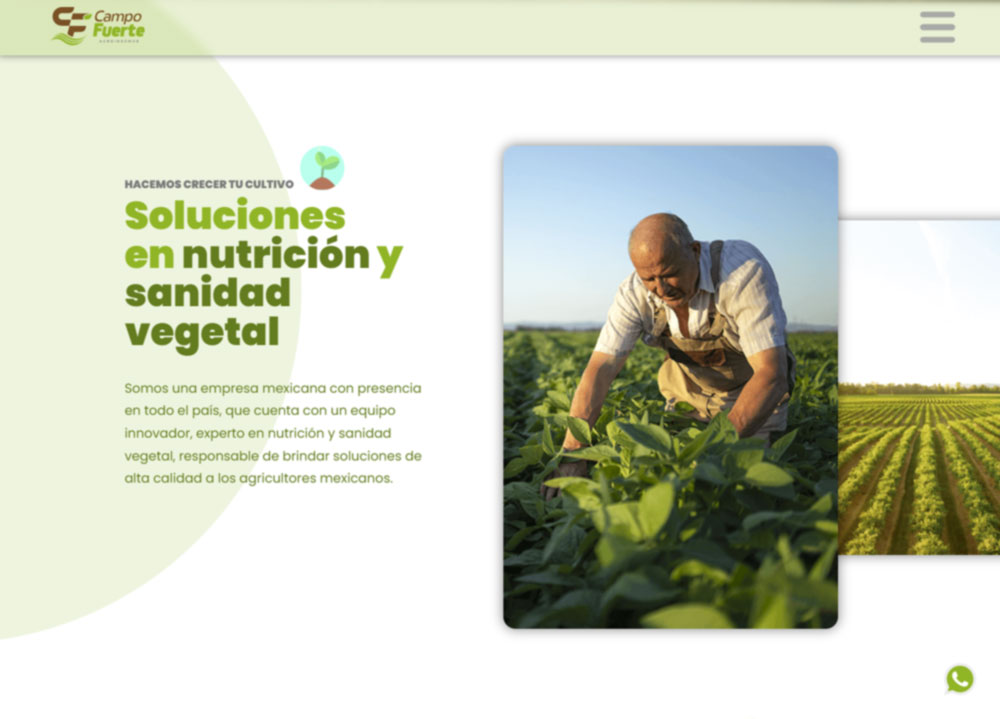 Campo
Fuerte
HACEMOS CRECER TU CULTIVO
Soluciones
en nutrición y
sanidad
vegetal
Somos una empresa mexicana con presencia
en todo el país, que cuenta con un equipo
innovador, experto en nutrición y sanidad
vegetal, responsable de brindar soluciones de
alta calidad a los agricultores mexicanos.